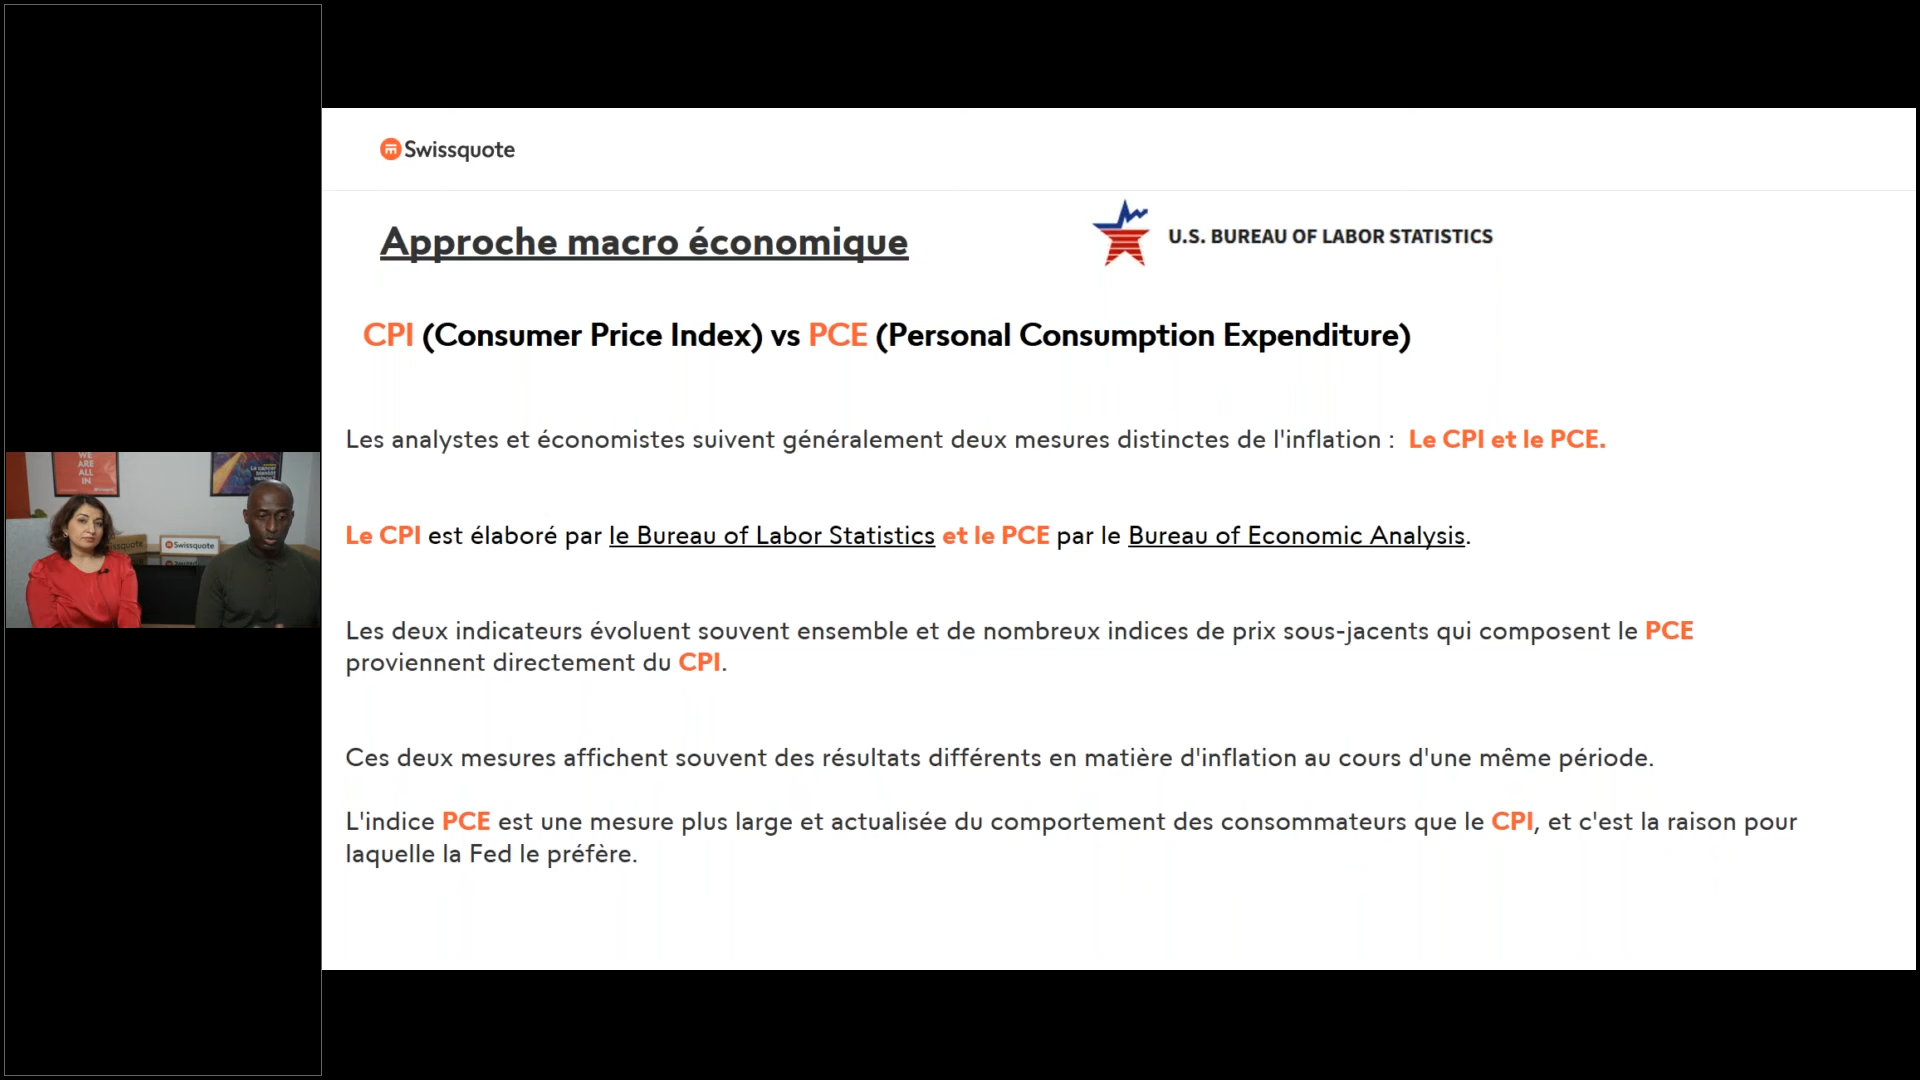 Swissquote
Approche macro économique
U.S. BUREAU OF LABOR STATISTICS
CPI (Consumer Price Index) vs PCE (Personal Consumption Expenditure)
Les analystes et économistes suivent généralement deux mesures distinctes de l'inflation : Le CPI et le PCE.
Le CPI est élaboré par le Bureau of Labor Statistics et le PCE par le Bureau of Economic Analysis.
Les deux indicateurs évoluent souvent ensemble et de nombreux indices de prix sous-jacents qui composent le PCE
proviennent directement du CPI.
Ces deux mesures affichent souvent des résultats différents en matière d'inflation au cours d'une même période.
L'indice PCE est une mesure plus large et actualisée du comportement des consommateurs que le CPI, et c'est la raison pour
laquelle la Fed le préfère.
WE
ARE
ALL
IN
Swissquote